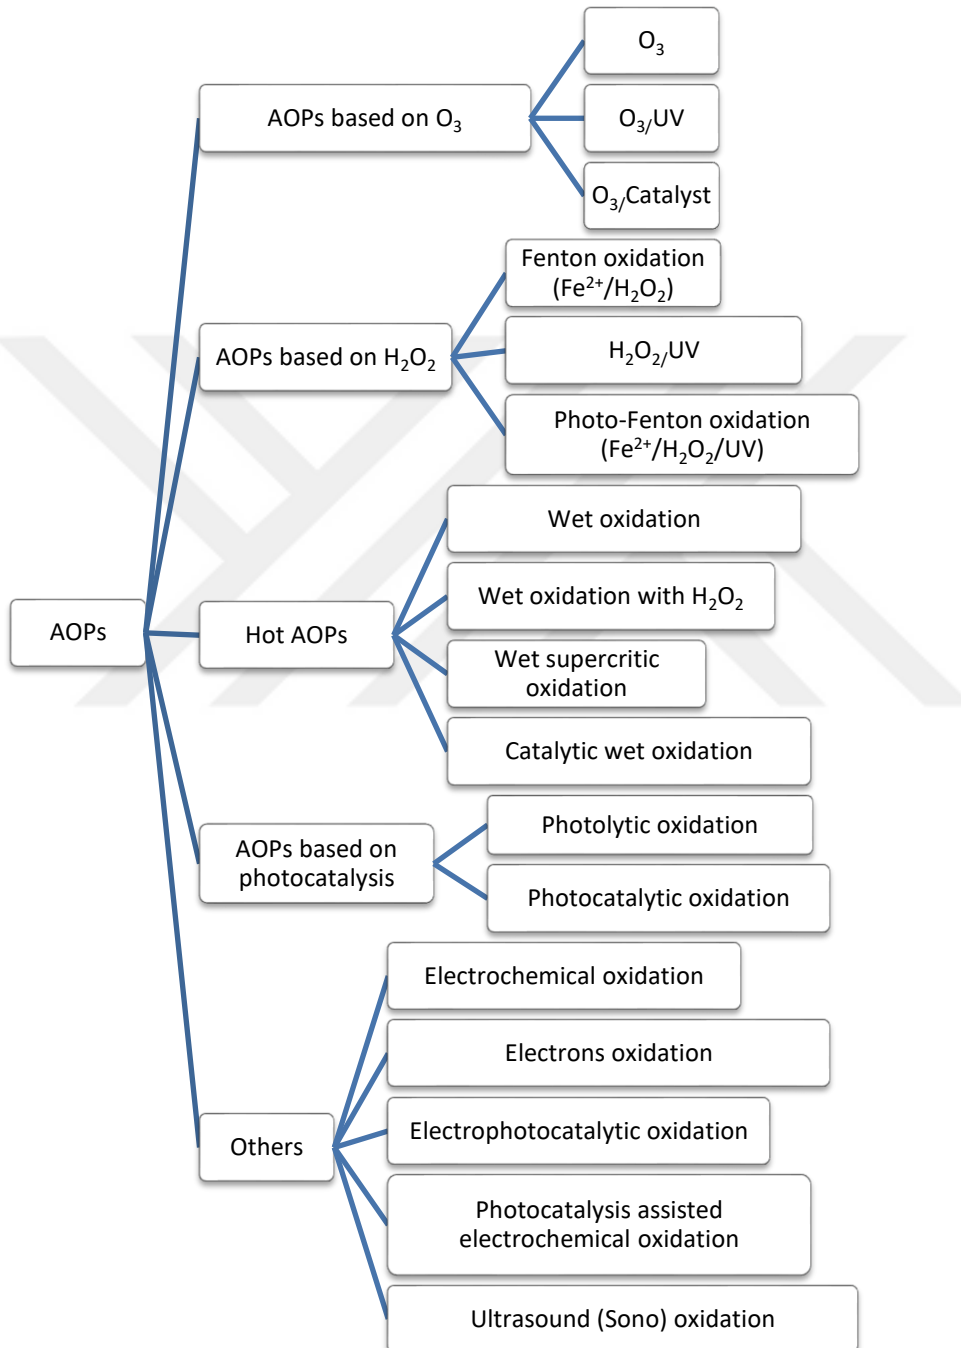 AOPs
AOPs based on O₃
O₃
O₃/UV
O₃/Catalyst
AOPs based on H₂O₂
Fenton oxidation
(Fe²⁺/H₂O₂)
H₂O₂/UV
Photo-Fenton oxidation
(Fe²⁺/H₂O₂/UV)
Hot AOPs
Wet oxidation
Wet oxidation with H₂O₂
Wet supercritic
oxidation
Catalytic wet oxidation
AOPs based on
photocatalysis
Photolytic oxidation
Photocatalytic oxidation
Others
Electrochemical oxidation
Electrons oxidation
Electrophotocatalytic oxidation
Photocatalysis assisted
electrochemical oxidation
Ultrasound (Sono) oxidation